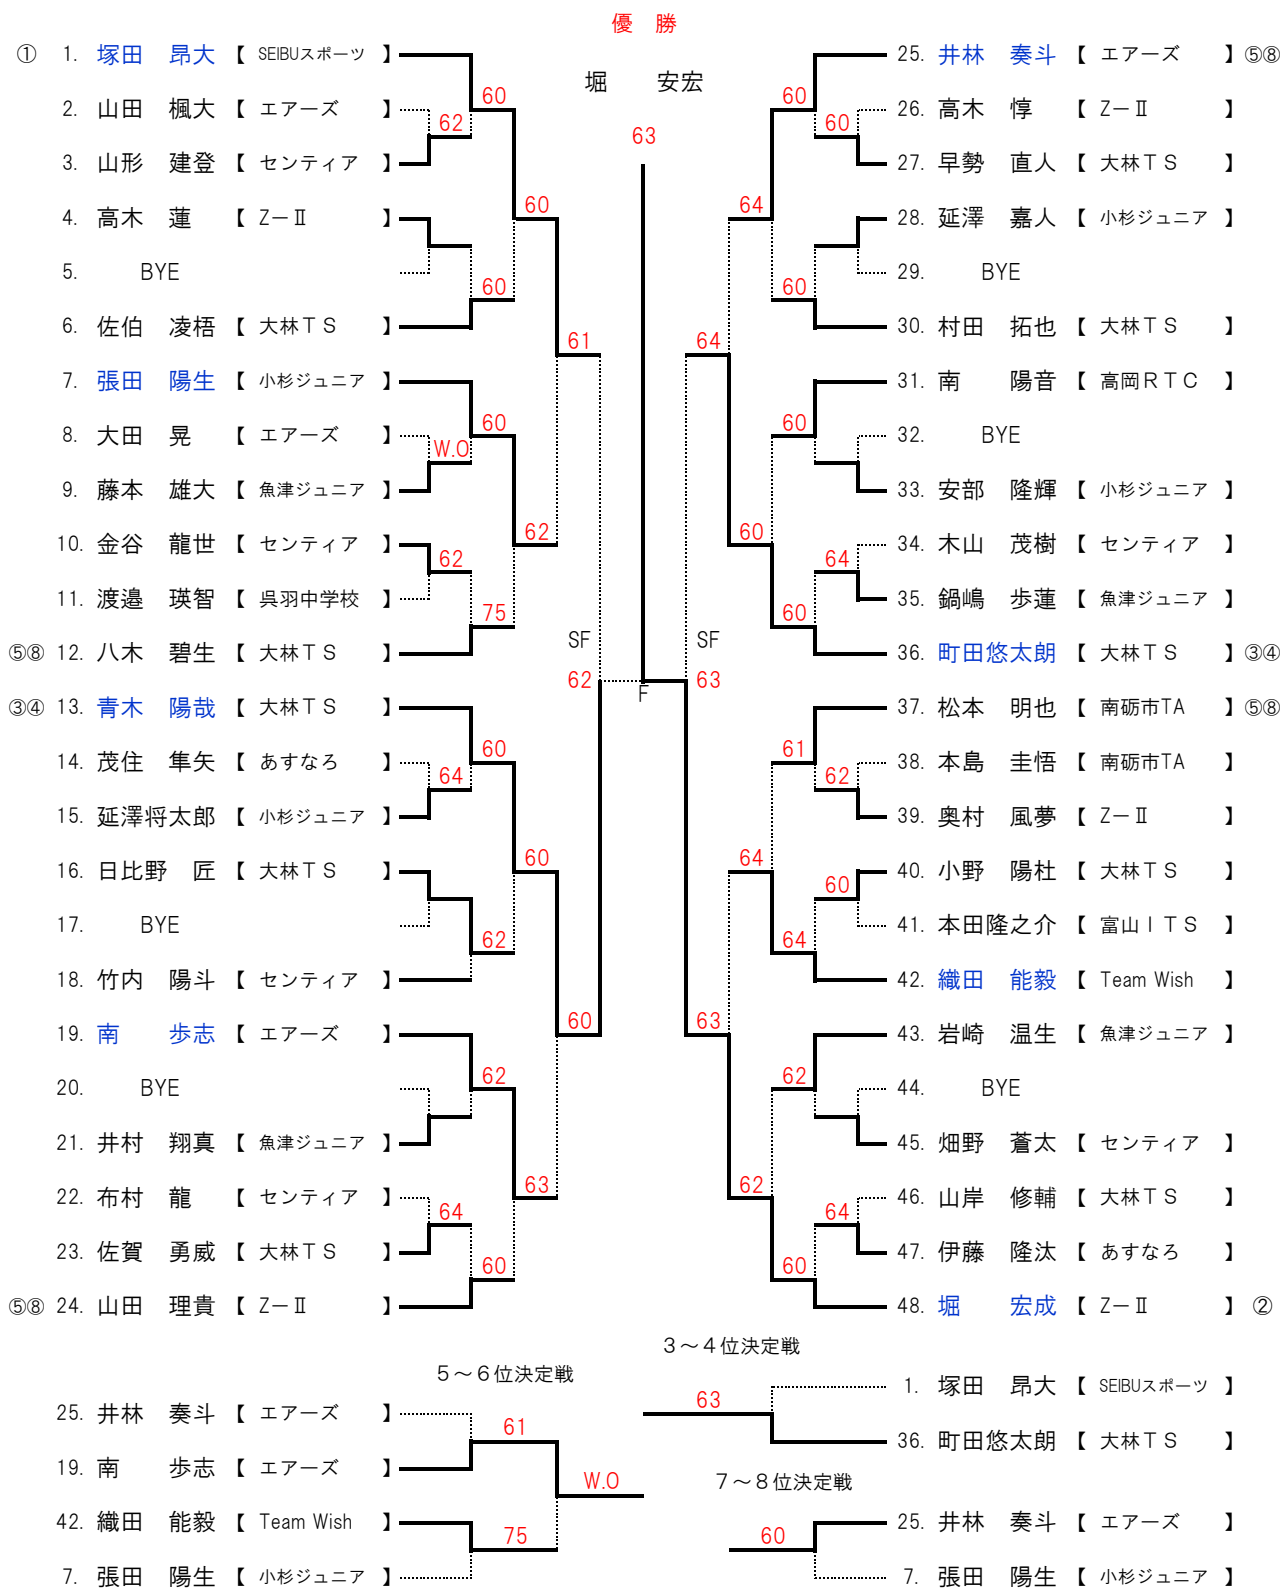 優　勝
堀　　安宏
63
① 1. 塚田　昂大 【 SEIBUスポーツ 】
2. 山田　楓大 【 エアーズ 】
3. 山形　建登 【 センティア 】
4. 高木　蓮 【 Z－Ⅱ 】
5. BYE
6. 佐伯　凌梧 【 大林ＴＳ 】
7. 張田　陽生 【 小杉ジュニア 】
8. 大田　晃 【 エアーズ 】
9. 藤本　雄大 【 魚津ジュニア 】
10. 金谷　龍世 【 センティア 】
11. 渡邉　瑛智 【 呉羽中学校 】
⑤⑧ 12. 八木　碧生 【 大林ＴＳ 】
③④ 13. 青木　陽哉 【 大林ＴＳ 】
14. 茂住　隼矢 【 あすなろ 】
15. 延澤将太郎 【 小杉ジュニア 】
16. 日比野　匠 【 大林ＴＳ 】
17. BYE
18. 竹内　陽斗 【 センティア 】
19. 南　　歩志 【 エアーズ 】
20. BYE
21. 井村　翔真 【 魚津ジュニア 】
22. 布村　龍 【 センティア 】
23. 佐賀　勇威 【 大林ＴＳ 】
⑤⑧ 24. 山田　理貴 【 Z－Ⅱ 】
62
W.O
62
64
64
60
60
60
75
60
62
62
60
60
62
60
63
61
60
SF
62
F
SF
63
64
63
64
60
64
62
60
60
60
60
61
64
62
60
60
64
62
60
64
25. 井林　奏斗 【 エアーズ 】 ⑤⑧
26. 高木　惇 【 Z－Ⅱ 】
27. 早勢　直人 【 大林ＴＳ 】
28. 延澤　嘉人 【 小杉ジュニア 】
29. BYE
30. 村田　拓也 【 大林ＴＳ 】
31. 南　　陽音 【 高岡ＲＴＣ 】
32. BYE
33. 安部　隆輝 【 小杉ジュニア 】
34. 木山　茂樹 【 センティア 】
35. 鍋嶋　歩蓮 【 魚津ジュニア 】
36. 町田悠太朗 【 大林ＴＳ 】 ③④
37. 松本　明也 【 南砺市TA 】 ⑤⑧
38. 本島　圭悟 【 南砺市TA 】
39. 奥村　風夢 【 Z－Ⅱ 】
40. 小野　陽杜 【 大林ＴＳ 】
41. 本田隆之介 【 富山ＩＴＳ 】
42. 織田　能毅 【 Team Wish 】
43. 岩崎　温生 【 魚津ジュニア 】
44. BYE
45. 畑野　蒼太 【 センティア 】
46. 山岸　修輔 【 大林ＴＳ 】
47. 伊藤　隆汰 【 あすなろ 】
48. 堀　　宏成 【 Z－Ⅱ 】 ②
３～４位決定戦
1. 塚田　昂大 【 SEIBUスポーツ 】
63
36. 町田悠太朗 【 大林ＴＳ 】
５～６位決定戦
25. 井林　奏斗 【 エアーズ 】
61
19. 南　　歩志 【 エアーズ 】
W.O
42. 織田　能毅 【 Team Wish 】
75
7. 張田　陽生 【 小杉ジュニア 】
７～８位決定戦
25. 井林　奏斗 【 エアーズ 】
60
7. 張田　陽生 【 小杉ジュニア 】